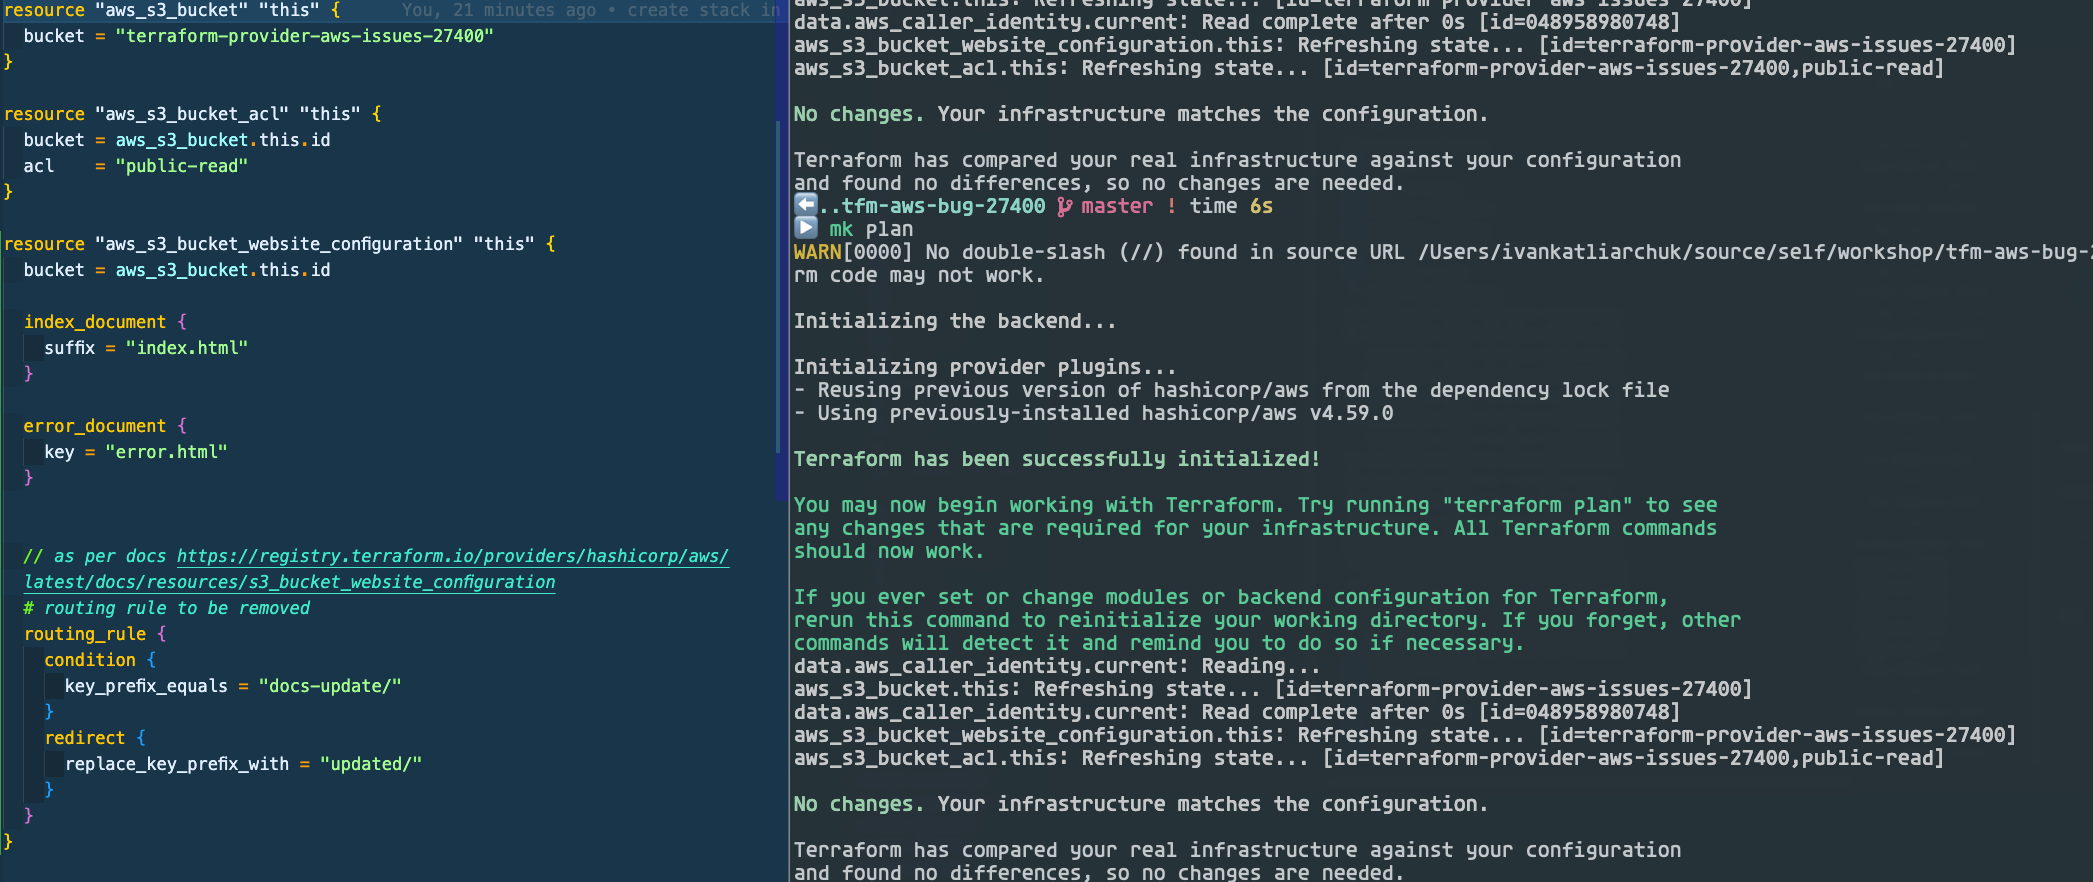 resource "aws_s3_bucket" "this" { You, 21 minutes ago • create stack in
bucket = "terraform-provider-aws-issues-27400"
}
resource "aws_s3_bucket_acl" "this" {
bucket = aws_s3_bucket.this.id
acl = "public-read"
}
resource "aws_s3_bucket_website_configuration" "this" {
bucket = aws_s3_bucket.this.id
index_document {
suffix = "index.html"
}
error_document {
key = "error.html"
}
// as per docs https://registry.terraform.io/providers/hashicorp/aws/
latest/docs/resources/s3_bucket_website_configuration
# routing rule to be removed
routing_rule {
condition {
key_prefix_equals = "docs-update/"
}
redirect {
replace_key_prefix_with = "updated/"
}
}
}
aws_s3_bucket.this: Refreshing state... [id=terraform-provider-aws-issues-27400]
data.aws_caller_identity.current: Read complete after 0s [id=048958980748]
aws_s3_bucket_website_configuration.this: Refreshing state... [id=terraform-provider-aws-issues-27400]
aws_s3_bucket_acl.this: Refreshing state... [id=terraform-provider-aws-issues-27400,public-read]
No changes. Your infrastructure matches the configuration.
Terraform has compared your real infrastructure against your configuration
and found no differences, so no changes are needed.
..tfm-aws-bug-27400 master ! time 6s
mk plan
WARN[0000] No double-slash (//) found in source URL /Users/ivankatliarchuk/source/self/workshop/tfm-aws-bug-2
rm code may not work.
Initializing the backend...
Initializing provider plugins...
- Reusing previous version of hashicorp/aws from the dependency lock file
- Using previously-installed hashicorp/aws v4.59.0
Terraform has been successfully initialized!
You may now begin working with Terraform. Try running "terraform plan" to see
any changes that are required for your infrastructure. All Terraform commands
should now work.
If you ever set or change modules or backend configuration for Terraform,
rerun this command to reinitialize your working directory. If you forget, other
commands will detect it and remind you to do so if necessary.
data.aws_caller_identity.current: Reading...
aws_s3_bucket.this: Refreshing state... [id=terraform-provider-aws-issues-27400]
data.aws_caller_identity.current: Read complete after 0s [id=048958980748]
aws_s3_bucket_website_configuration.this: Refreshing state... [id=terraform-provider-aws-issues-27400]
aws_s3_bucket_acl.this: Refreshing state... [id=terraform-provider-aws-issues-27400,public-read]
No changes. Your infrastructure matches the configuration.
Terraform has compared your real infrastructure against your configuration
and found no differences, so no changes are needed.